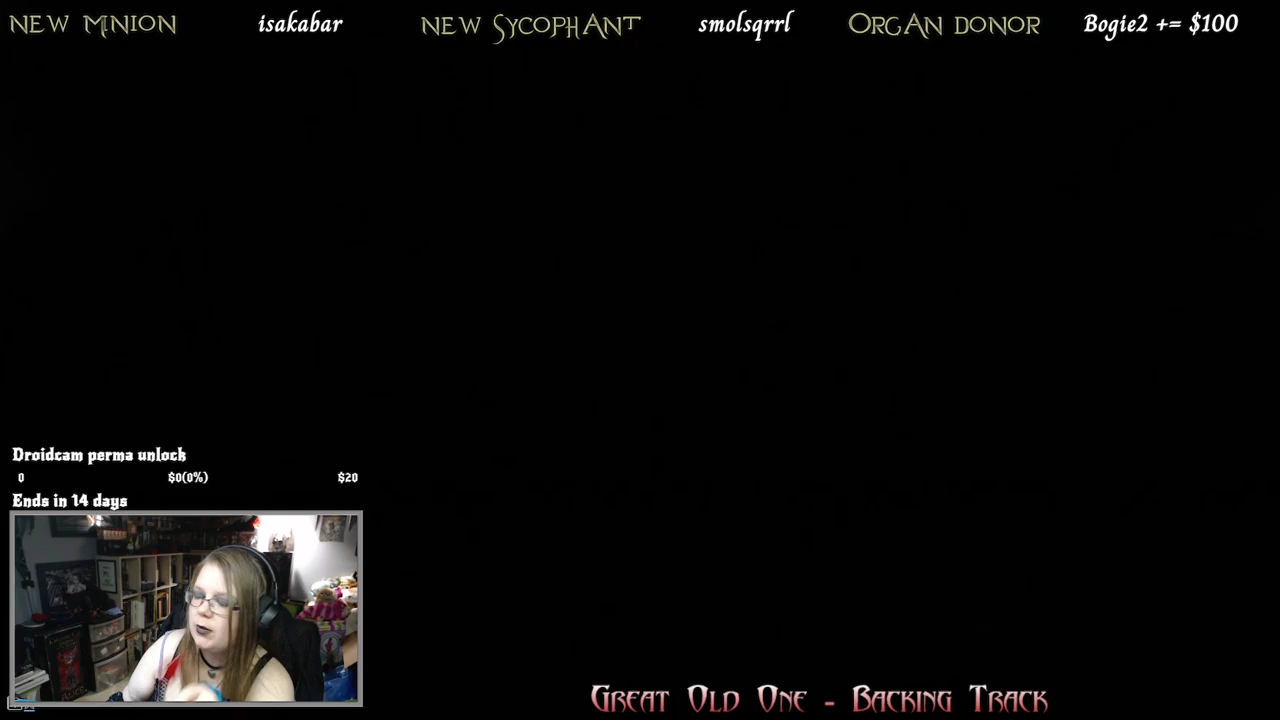 NEW MINION isakabar NEW SYCOPHANT smolsqrrl ORGAN DONOR Bogie2 += $100
Droidcam perma unlock
0 $0(0%) $20
Ends in 14 days
GREAT OLD ONE - BACKING TRACK